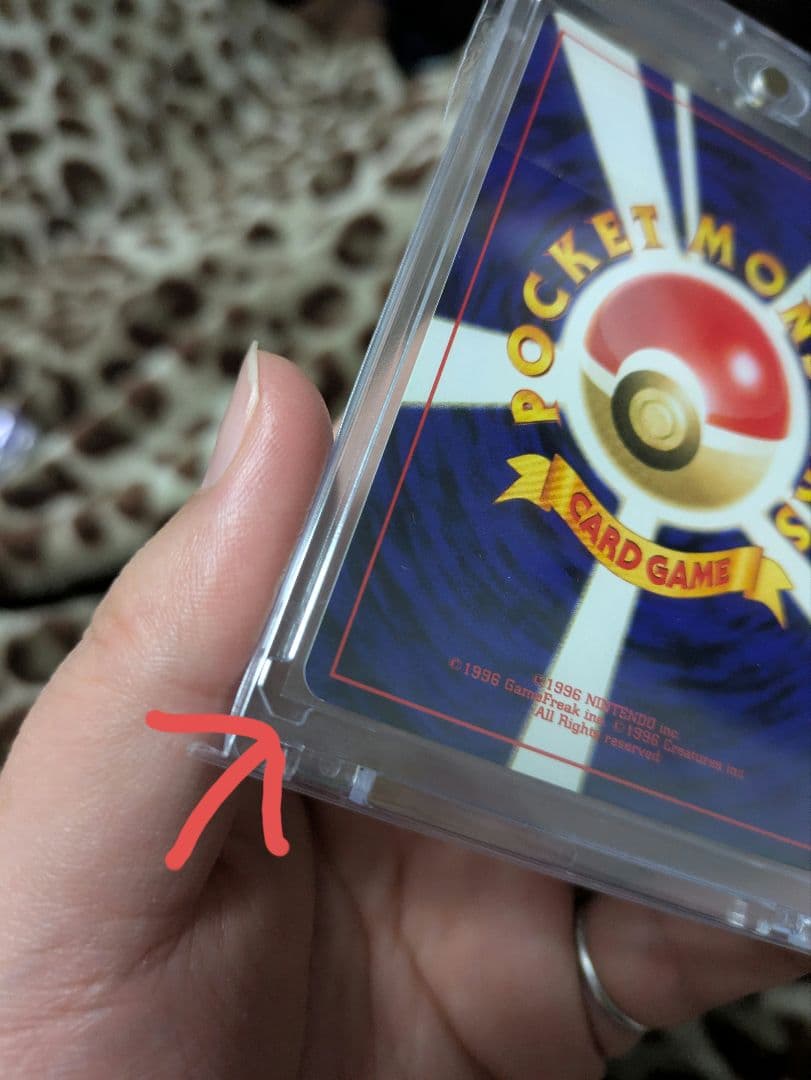 POCKET MON
CARD GAME
©1996 NINTENDO inc.
©1996 GameFreak inc. ©1996 Creatures inc.
All Rights reserved